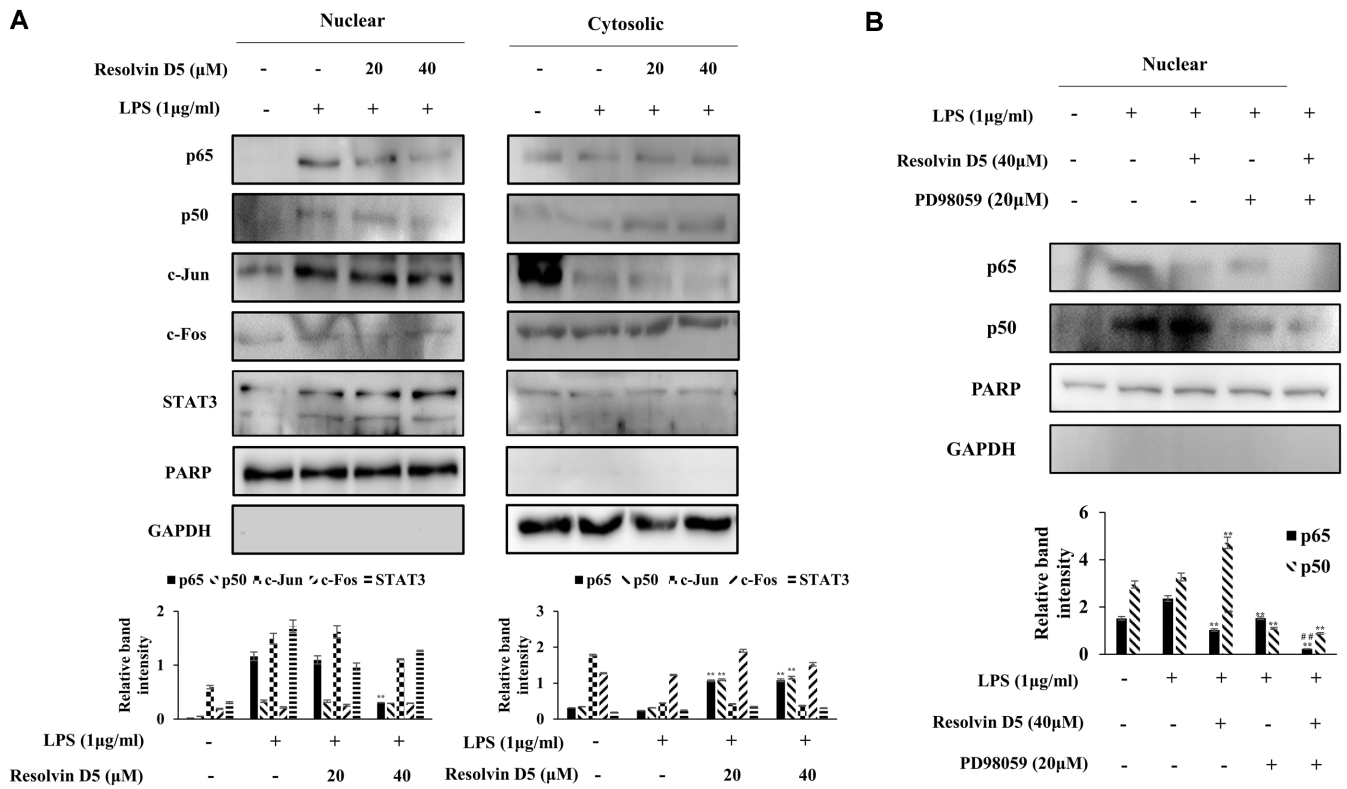 A
Nuclear
Cytosolic
Resolvin D5 (μM) - - 20 40 - - 20 40
LPS (1μg/ml) - + + + - + + +
p65
p50
c-Jun
c-Fos
STAT3
PARP
GAPDH
p65 p50 c-Jun c-Fos STAT3
Relative band
intensity
2
1
0
LPS (1μg/ml) - + + +
Resolvin D5 (μM) - - 20 40
**
p65 p50 c-Jun c-Fos STAT3
Relative band
intensity
3
2
1
0
** **
** **
LPS (1μg/ml) - + + +
Resolvin D5 (μM) - - 20 40
B
Nuclear
LPS (1μg/ml) - + + + +
Resolvin D5 (40μM) - - + - +
PD98059 (20μM) - - - + +
p65
p50
PARP
GAPDH
Relative band
intensity
6
4
2
0
p65
p50
**
**
**
**
##
**
**
LPS (1μg/ml) - + + + +
Resolvin D5 (40μM) - - + - +
PD98059 (20μM) - - - + +